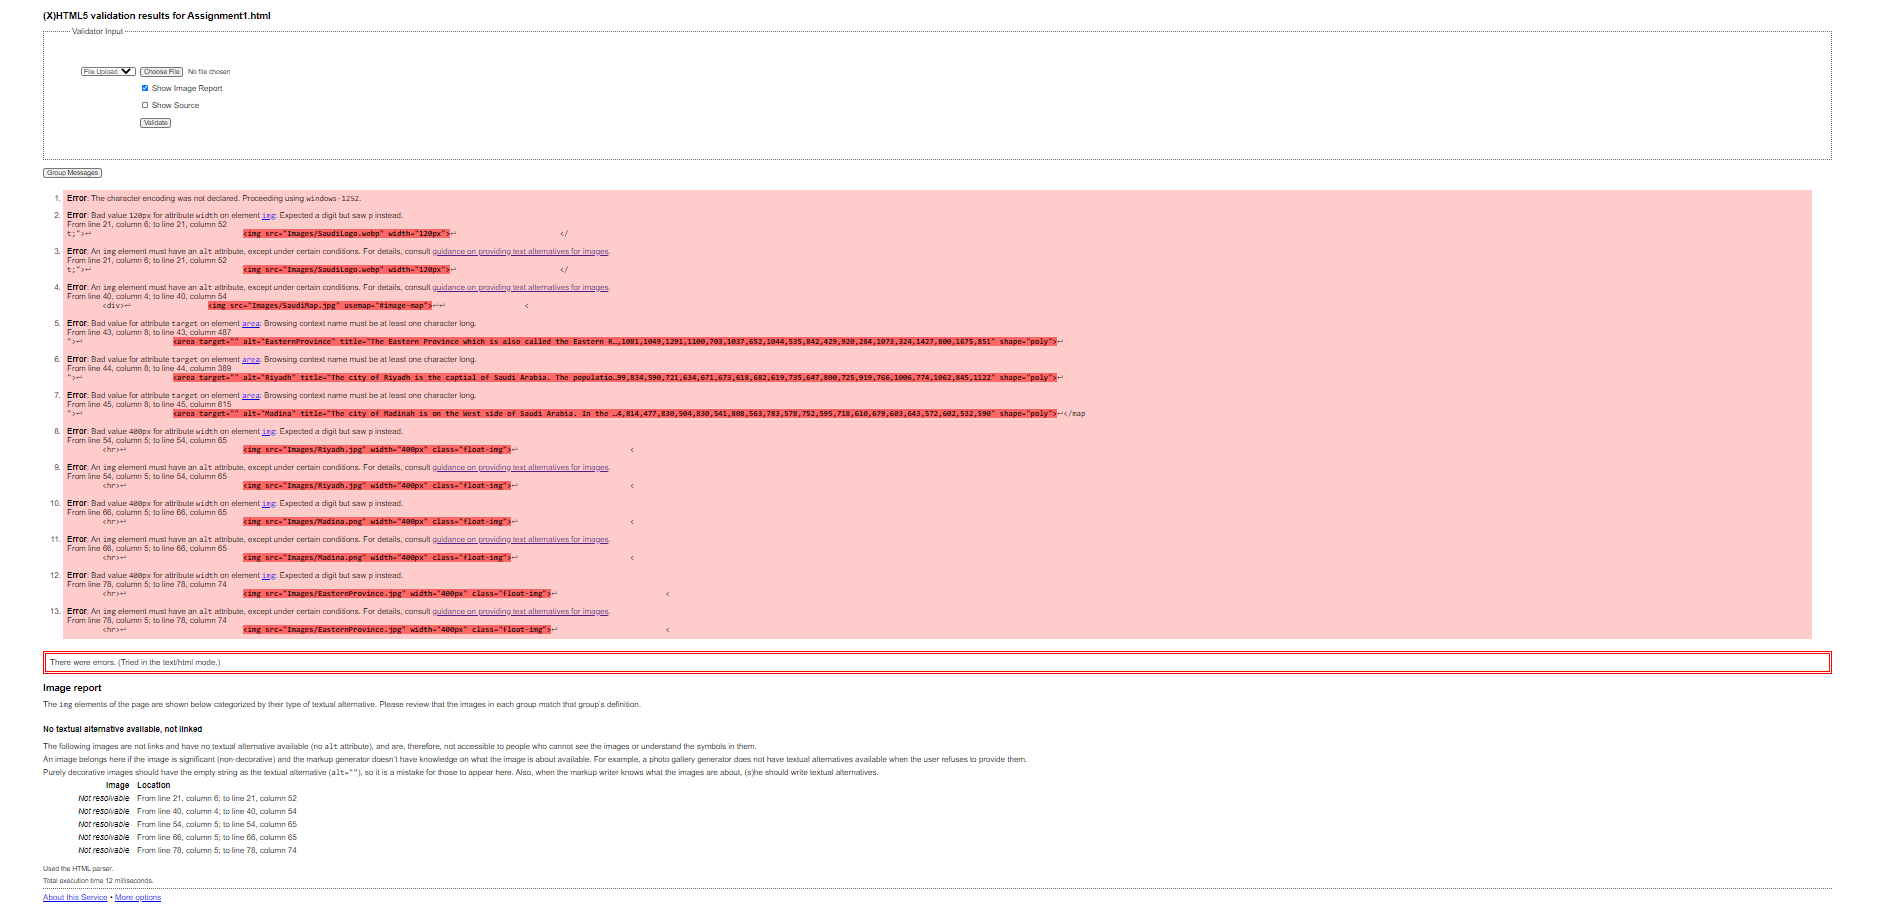 (X)HTML5 validation results for Assignment1.html
Validator Input
File Upload Choose File No file chosen
Show Image Report
Show Source
Validate
Group Messages
1. Error: The character encoding was not declared. Proceeding using windows-1252.
2. Error: Bad value 120px for attribute width on element img: Expected a digit but saw p instead.
From line 21, column 6; to line 21, column 52
t;">↩ <img src="Images/SaudiLogo.webp" width="120px">↩ </
3. Error: An img element must have an alt attribute, except under certain conditions. For details, consult guidance on providing text alternatives for images.
From line 21, column 6; to line 21, column 52
t;">↩ <img src="Images/SaudiLogo.webp" width="120px">↩ </
4. Error: An img element must have an alt attribute, except under certain conditions. For details, consult guidance on providing text alternatives for images.
From line 40, column 4; to line 40, column 54
<div>↩ <img src="Images/SaudiMap.jpg" usemap="#image-map">↩↩ <
5. Error: Bad value for attribute target on element area: Browsing context name must be at least one character long.
From line 43, column 8; to line 43, column 487
">↩ <area target="" alt="EasternProvince" title="The Eastern Province which is also called the Eastern R…,1081,1049,1291,1100,703,1037,652,1044,535,842,429,920,284,1073,324,1427,800,1675,851" shape="poly">↩
6. Error: Bad value for attribute target on element area: Browsing context name must be at least one character long.
From line 44, column 8; to line 44, column 389
">↩ <area target="" alt="Riyadh" title="The city of Riyadh is the captial of Saudi Arabia. The populatio…99,834,590,721,634,671,673,618,682,619,735,647,800,725,919,766,1006,774,1062,845,1122" shape="poly">↩
7. Error: Bad value for attribute target on element area: Browsing context name must be at least one character long.
From line 45, column 8; to line 45, column 615
">↩ <area target="" alt="Madina" title="The city of Madinah is on the West side of Saudi Arabia. In the …4,814,477,830,504,830,541,808,563,783,578,752,595,718,610,679,603,643,572,602,532,590" shape="poly">↩</map
8. Error: Bad value 400px for attribute width on element img: Expected a digit but saw p instead.
From line 54, column 5; to line 54, column 65
<hr>↩ <img src="Images/Riyadh.jpg" width="400px" class="float-img">↩ <
9. Error: An img element must have an alt attribute, except under certain conditions. For details, consult guidance on providing text alternatives for images.
From line 54, column 5; to line 54, column 65
<hr>↩ <img src="Images/Riyadh.jpg" width="400px" class="float-img">↩ <
10. Error: Bad value 400px for attribute width on element img: Expected a digit but saw p instead.
From line 66, column 5; to line 66, column 65
<hr>↩ <img src="Images/Madina.png" width="400px" class="float-img">↩ <
11. Error: An img element must have an alt attribute, except under certain conditions. For details, consult guidance on providing text alternatives for images.
From line 66, column 5; to line 66, column 65
<hr>↩ <img src="Images/Madina.png" width="400px" class="float-img">↩ <
12. Error: Bad value 400px for attribute width on element img: Expected a digit but saw p instead.
From line 78, column 5; to line 78, column 74
<hr>↩ <img src="Images/EasternProvince.jpg" width="400px" class="float-img">↩ <
13. Error: An img element must have an alt attribute, except under certain conditions. For details, consult guidance on providing text alternatives for images.
From line 78, column 5; to line 78, column 74
<hr>↩ <img src="Images/EasternProvince.jpg" width="400px" class="float-img">↩ <
There were errors. (Tried in the text/html mode.)
Image report
The img elements of the page are shown below categorized by their type of textual alternative. Please review that the images in each group match that group's definition.
No textual alternative available, not linked
The following images are not links and have no textual alternative available (no alt attribute), and are, therefore, not accessible to people who cannot see the images or understand the symbols in them.
An image belongs here if the image is significant (non-decorative) and the markup generator doesn't have knowledge on what the image is about available. For example, a photo gallery generator does not have textual alternatives available when the user refuses to provide them.
Purely decorative images should have the empty string as the textual alternative (alt=""), so it is a mistake for those to appear here. Also, when the markup writer knows what the images are about, (s)he should write textual alternatives.
Image Location
Not resolvable From line 21, column 6; to line 21, column 52
Not resolvable From line 40, column 4; to line 40, column 54
Not resolvable From line 54, column 5; to line 54, column 65
Not resolvable From line 66, column 5; to line 66, column 65
Not resolvable From line 78, column 5; to line 78, column 74
Used the HTML parser.
Total execution time 12 milliseconds.
About this Service • More options